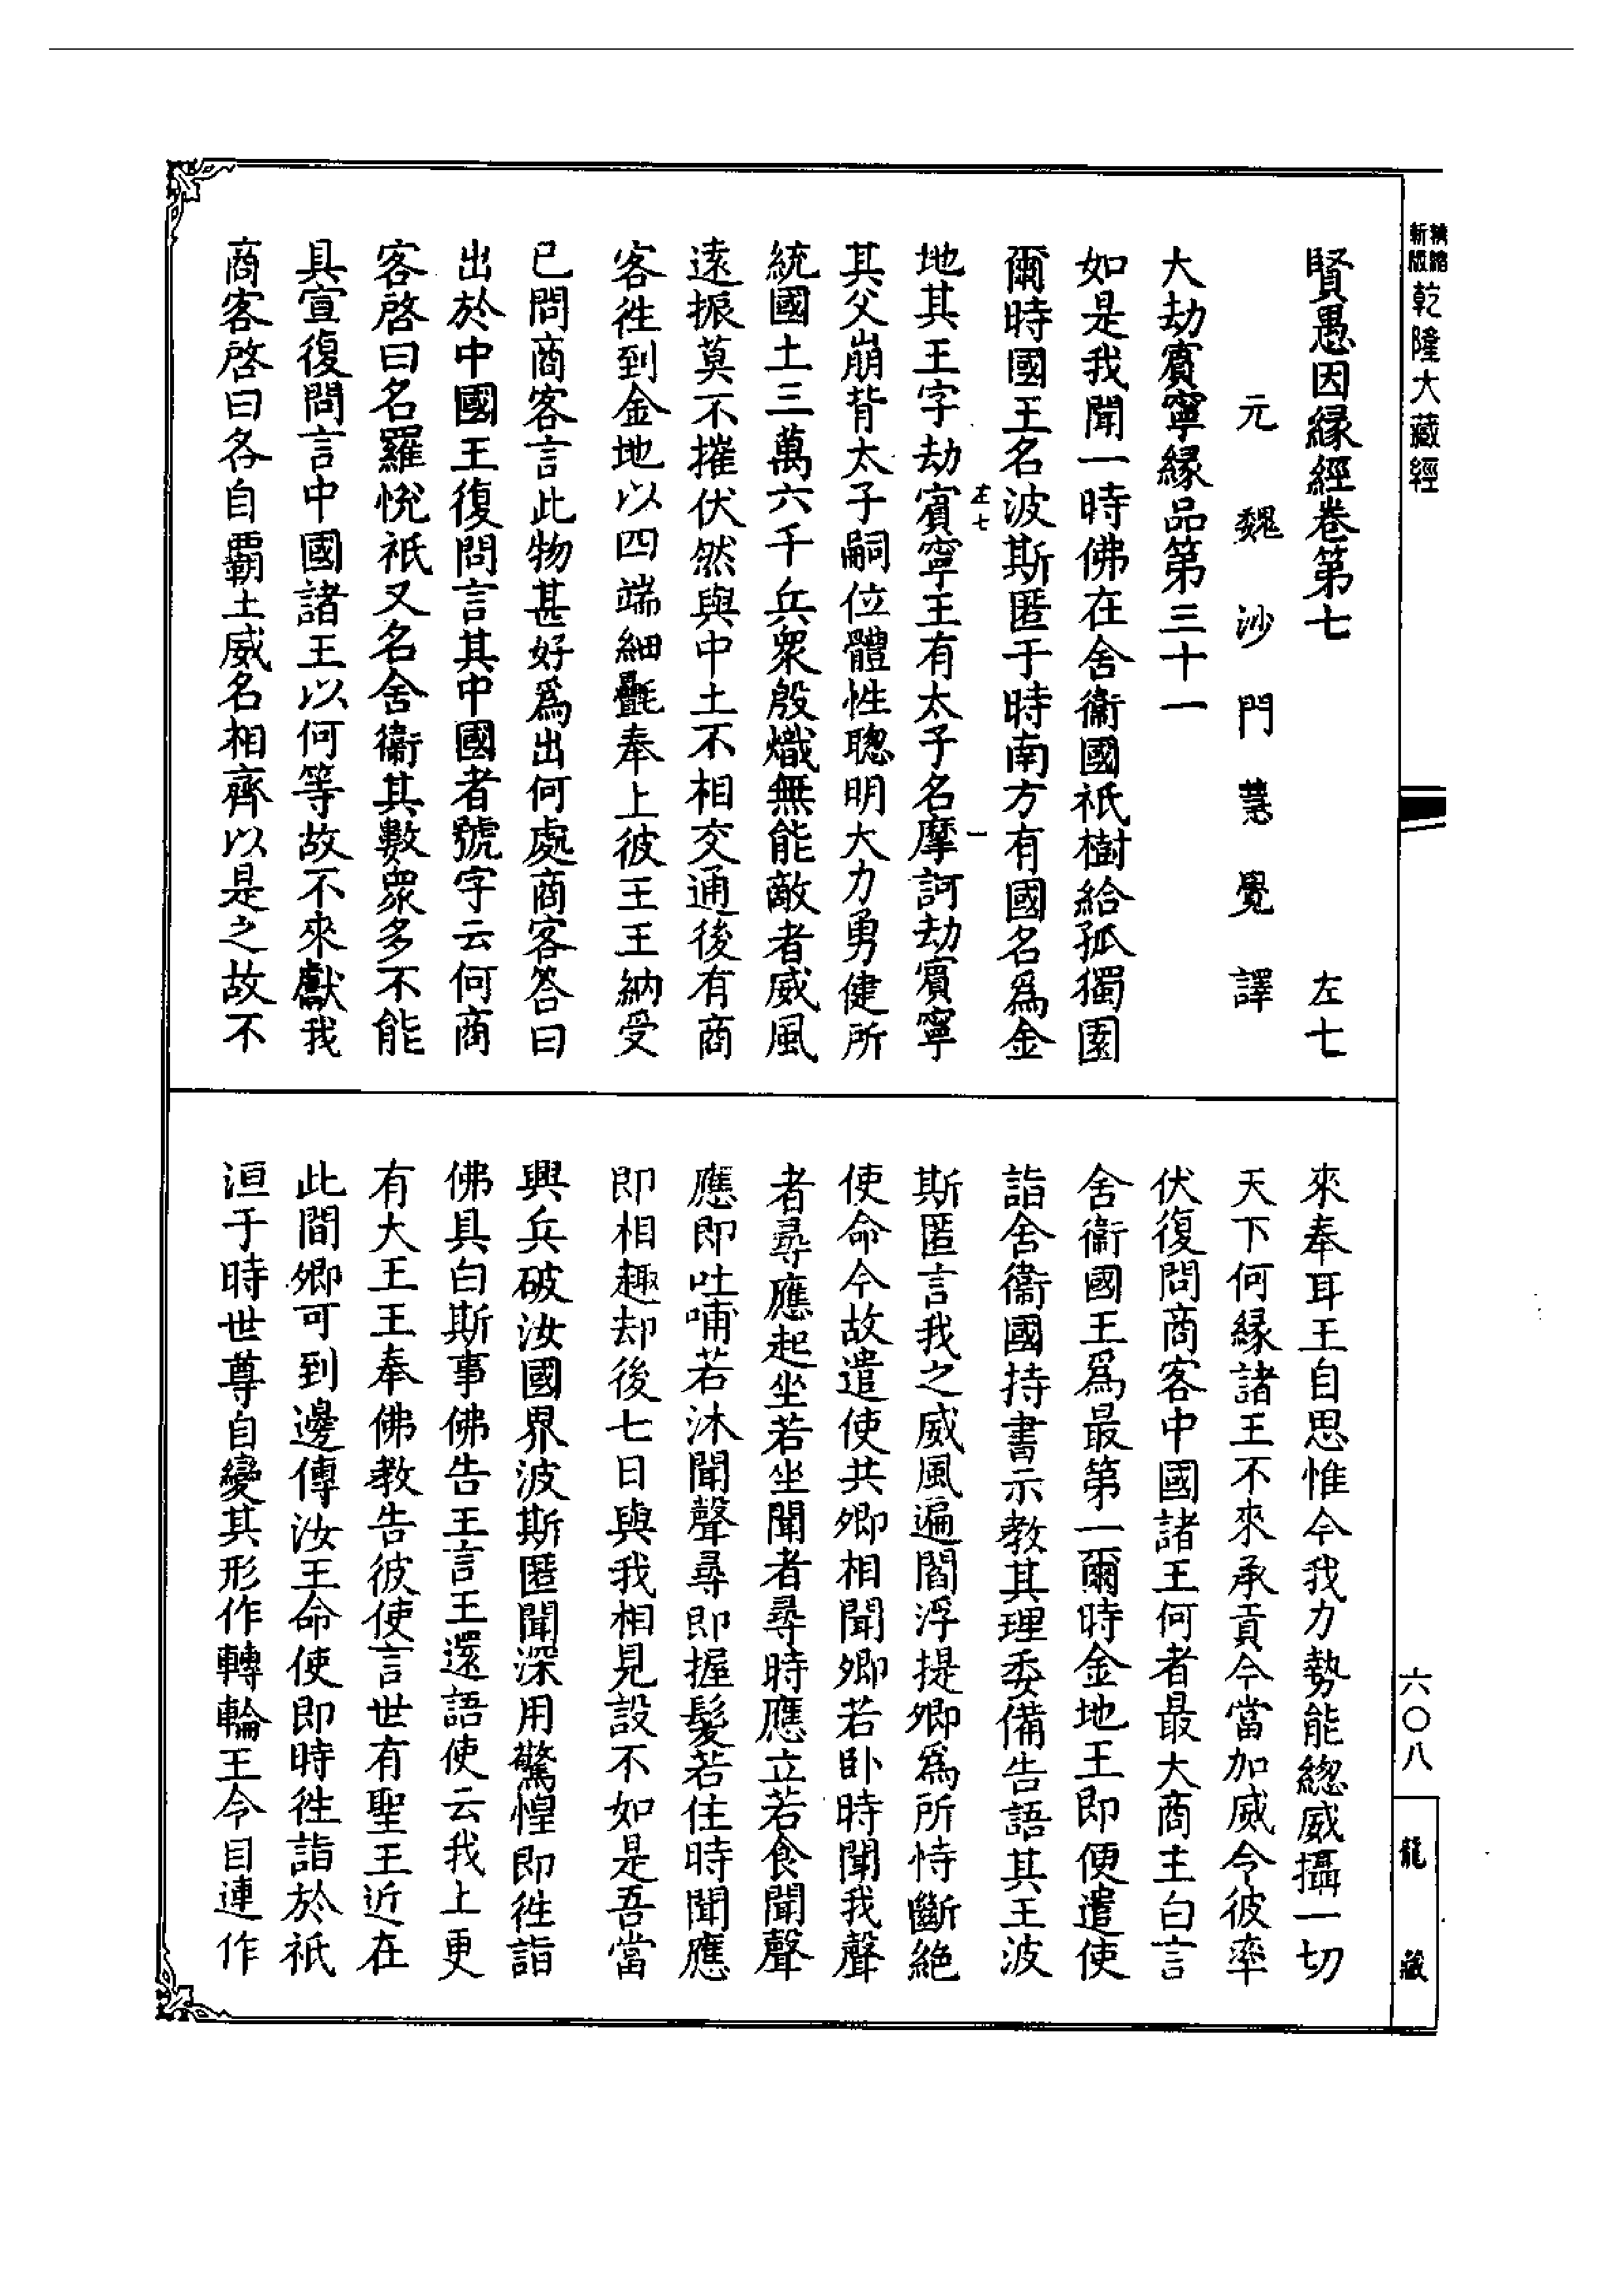 新版 精縮 乾隆大藏經
賢愚因緣經卷第七 左七
元魏沙門慧覺譯
大劫賓寧緣品第三十一
如是我聞一時佛在舍衞國祇樹給孤獨園
爾時國王名波斯匿于時南方有國名爲金
左七 一
地其王字劫賓寧王有太子名摩訶劫賓寧
其父崩背太子嗣位體性聰明大力勇健所
統國土三萬六千兵衆殷熾無能敵者威風
遠振莫不摧伏然與中土不相交通後有商
客徃到金地以四端細㲲奉上彼王王納受
已問商客言此物甚好爲出何處商客答曰
出於中國王復問言其中國者號字云何商
客啓曰名羅悅祇又名舍衞其數衆多不能
具宣復問言中國諸王以何等故不來獻我
商客啓曰各自覇土威名相齊以是之故不
來奉耳王自思惟今我力勢能緫威攝一切
天下何緣諸王不來承貢今當加威令彼率
伏復問商客中國諸王何者最大商主白言
舍衞國王爲最第一爾時金地王即便遣使
詣舍衞國持書示教其理委備告語其王波
斯匿言我之威風遍閻浮提卿爲所恃斷絕
使命今故遣使共卿相聞卿若卧時聞我聲
者尋應起坐若坐聞者尋時應立若食聞聲
應即吐哺若沐聞聲尋即握髮若住時聞應
即相趣却後七日與我相見設不如是吾當
興兵破汝國界波斯匿聞深用驚惶即徃詣
佛具白斯事佛告王言王還語使云我上更
有大王王奉佛教告彼使言世有聖王近在
此間卿可到邊傳汝王命使即時徃詣於祇
洹于時世尊自變其形作轉輪王令目連作
六〇八
龍藏